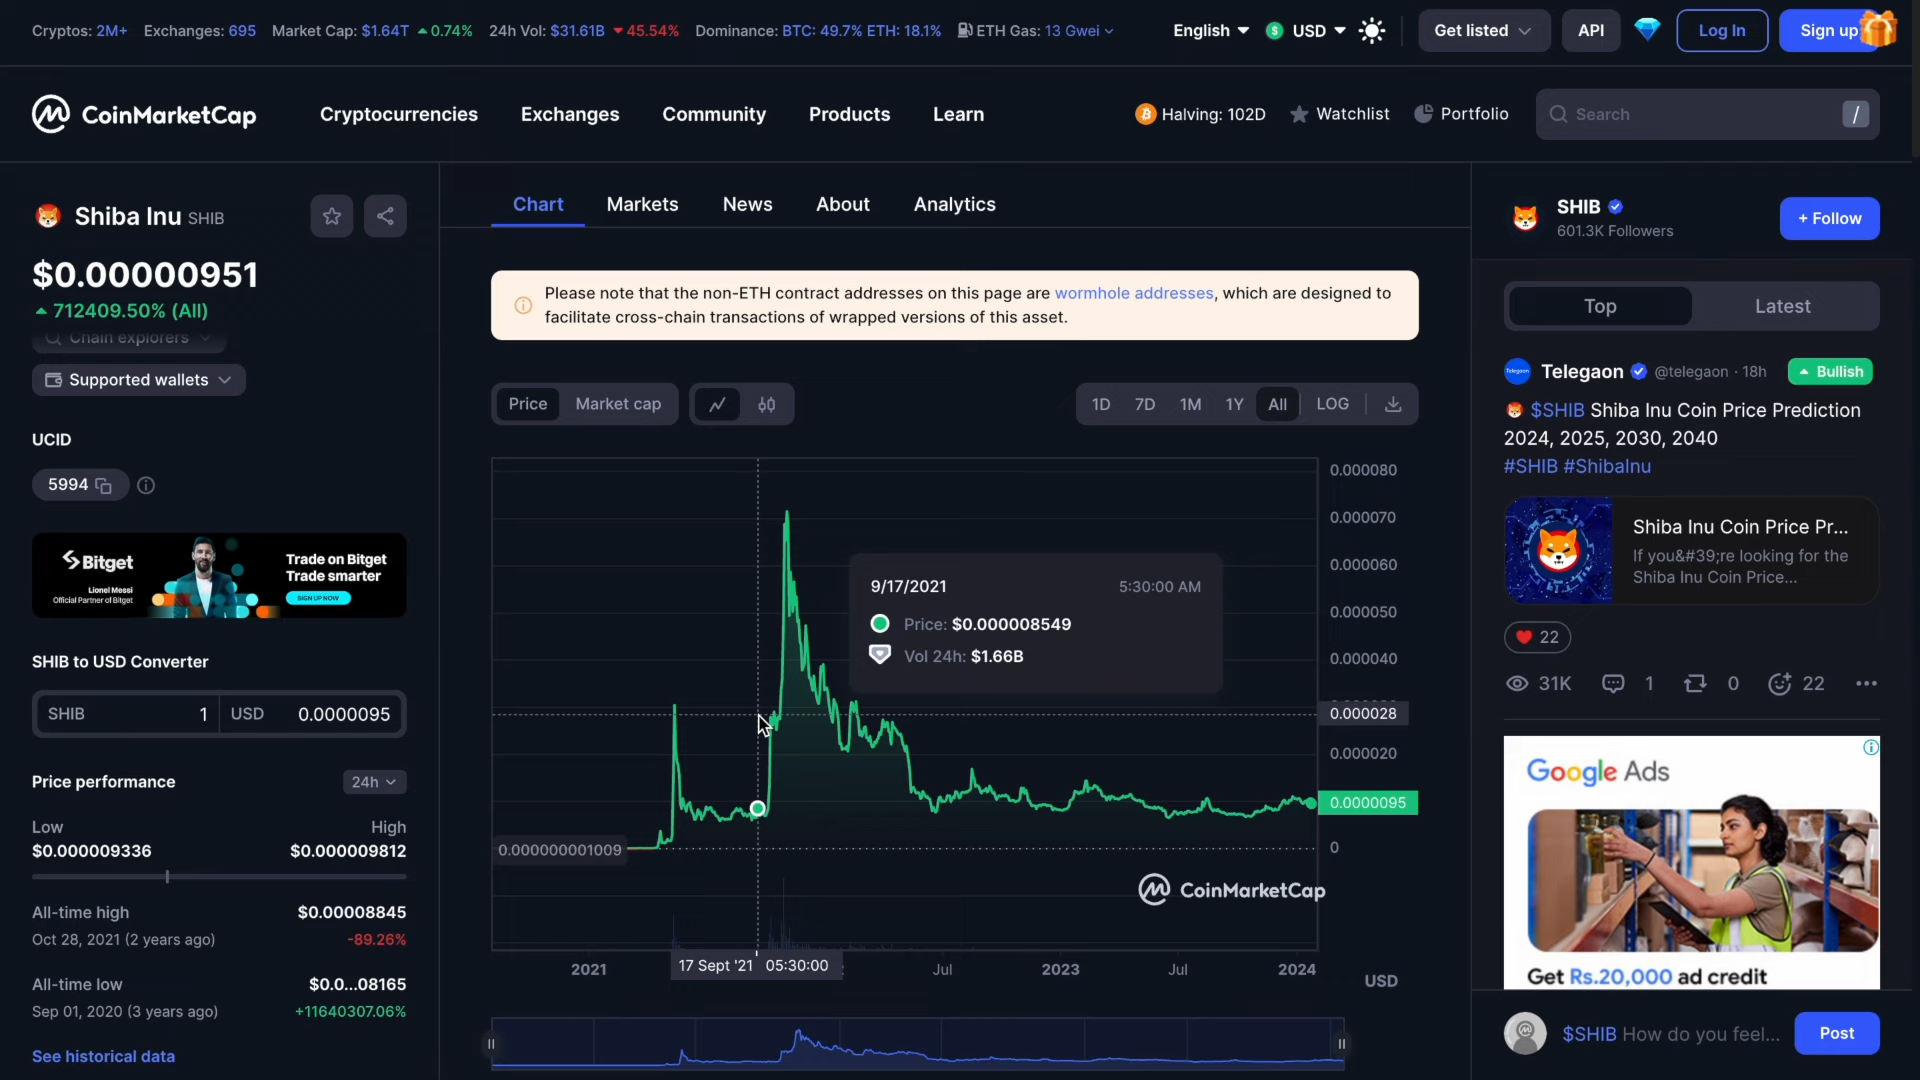 Cryptos: 2M+ Exchanges: 695 Market Cap: $1.64T 0.74% 24h Vol: $31.61B 45.54% Dominance: BTC: 49.7% ETH: 18.1% ETH Gas: 13 Gwei English USD Get listed API Log In Sign up
CoinMarketCap Cryptocurrencies Exchanges Community Products Learn Halving: 102D Watchlist Portfolio Search /
Shiba Inu SHIB
$0.00000951
712409.50% (All)
Chain explorers
Supported wallets
UCID
5994
Bitget
Lionel Messi
Official Partner of Bitget
Trade on Bitget
Trade smarter
SIGN UP NOW
SHIB to USD Converter
SHIB 1 USD 0.0000095
Price performance 24h
Low High
$0.000009336 $0.000009812
All-time high $0.00008845
Oct 28, 2021 (2 years ago) -89.26%
All-time low $0.0...08165
Sep 01, 2020 (3 years ago) +11640307.06%
See historical data
Chart Markets News About Analytics
Please note that the non-ETH contract addresses on this page are wormhole addresses, which are designed to
facilitate cross-chain transactions of wrapped versions of this asset.
Price Market cap 1D 7D 1M 1Y All LOG
0.000080
0.000070
0.000060
0.000050
0.000040
0.000028
0.000020
0.0000095
0
9/17/2021 5:30:00 AM
Price: $0.000008549
Vol 24h: $1.66B
0.000000001009
CoinMarketCap
2021 17 Sept '21 05:30:00 Jul 2023 Jul 2024
USD
SHIB
601.3K Followers
+ Follow
Top Latest
Telegaon @telegaon · 18h Bullish
$SHIB Shiba Inu Coin Price Prediction
2024, 2025, 2030, 2040
#SHIB #ShibaInu
Shiba Inu Coin Price Pr...
If you&#39;re looking for the
Shiba Inu Coin Price...
22
31K 1 0 22
Google Ads
Get Rs.20,000 ad credit
$SHIB How do you feel... Post